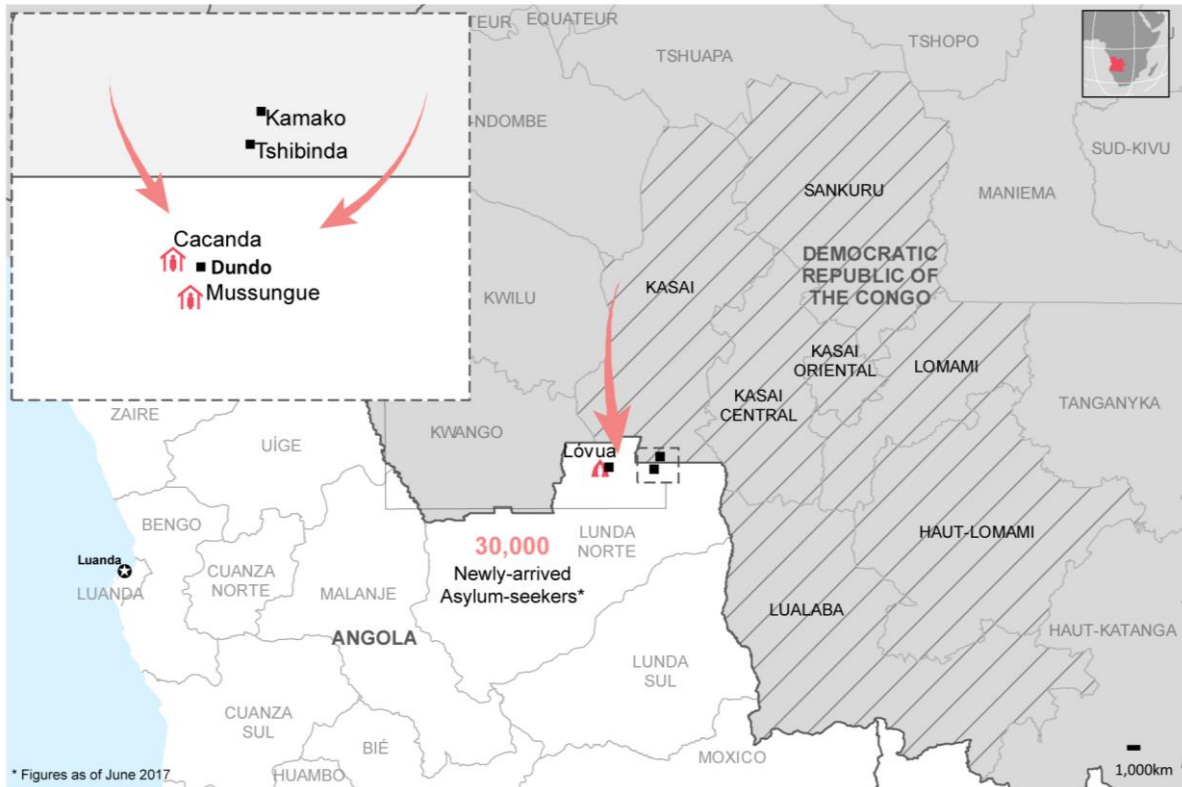 TEUR
EQUATEUR
TSHUAPA
TSHOPO
U
-NDOMBE
SUD-KIVU
MANIEMA
SANKURU
Kamako
Tshibinda
Cacanda
Dundo
Mussungue
DEMOCRATIC
REPUBLIC OF
THE CONGO
KASAI
KWILU
KASAI
ORIENTAL
LOMAMI
KASAI
CENTRAL
TANGANYKA
ZAIRE
UÍGE
KWANGO
Lóvua
BENGO
30,000
Newly-arrived
Asylum-seekers*
LUNDA
NORTE
HAUT-LOMAMI
Luanda
LUANDA
CUANZA
NORTE
MALANJE
LUALABA
HAUT-KATANGA
ANGOLA
LUNDA
SUL
CUANZA
SUL
BIÉ
MOXICO
HUAMBO
* Figures as of June 2017
1,000km